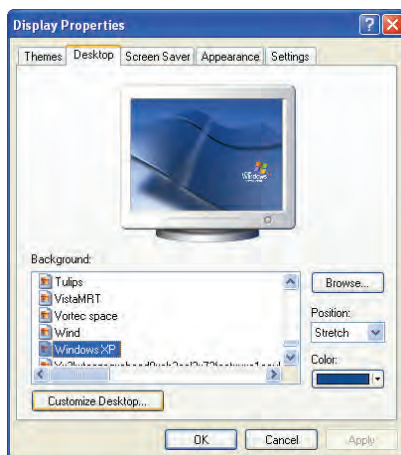 Display Properties
Themes Desktop Screen Saver Appearance Settings
Windows
Background:
Tulips
VistaMRT
Vortec space
Wind
Windows XP
Browse...
Position:
Stretch
Color:
Customize Desktop...
OK Cancel Apply